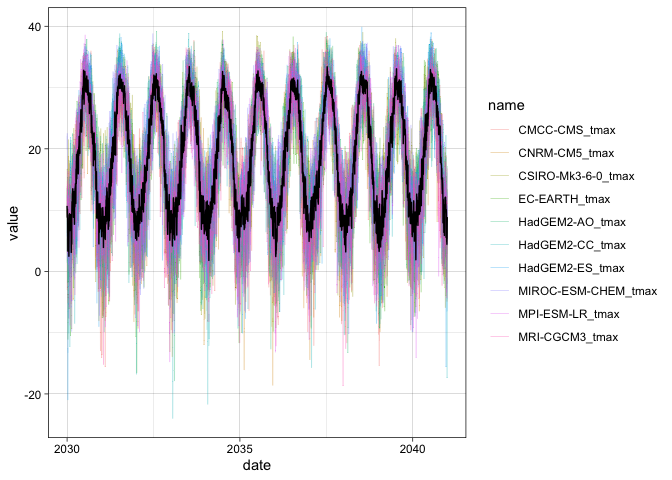 40
20
0
-20
value
2030
2035
2040
date
name
CMCC-CMS_tmax
CNRM-CM5_tmax
CSIRO-Mk3-6-0_tmax
EC-EARTH_tmax
HadGEM2-AO_tmax
HadGEM2-CC_tmax
HadGEM2-ES_tmax
MIROC-ESM-CHEM_tmax
MPI-ESM-LR_tmax
MRI-CGCM3_tmax